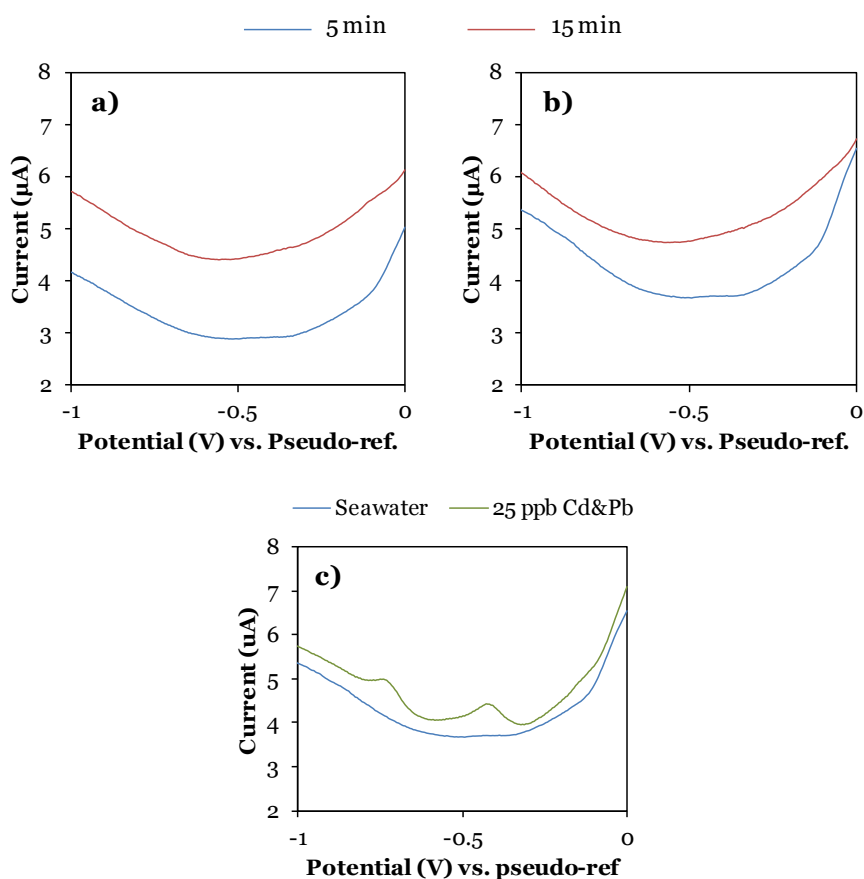 5 min 15 min
a)
8
7
6
5
4
3
2
Current (µA)
-1 -0.5 0
Potential (V) vs. Pseudo-ref.
b)
8
7
6
5
4
3
2
Current (µA)
-1 -0.5 0
Potential (V) vs. Pseudo-ref.
Seawater 25 ppb Cd&Pb
c)
8
7
6
5
4
3
2
Current (uA)
-1 -0.5 0
Potential (V) vs. pseudo-ref